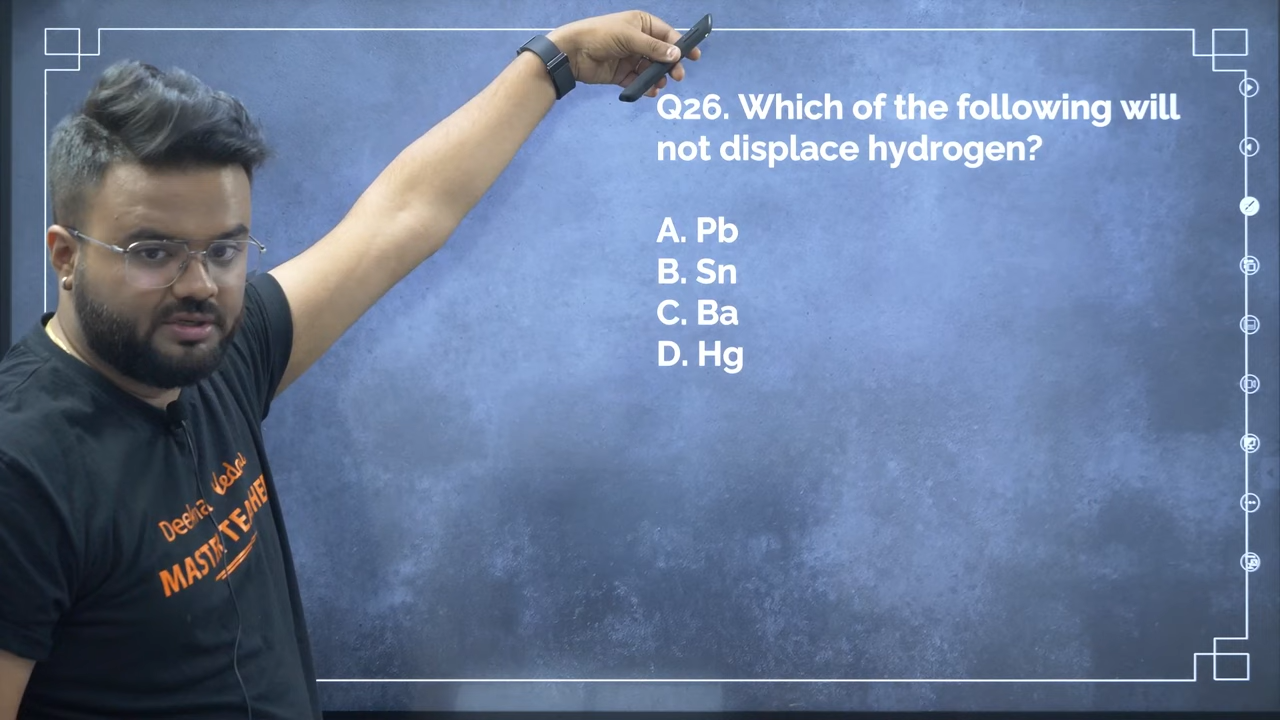 Q26. Which of the following will
not displace hydrogen?
A. Pb
B. Sn
C. Ba
D. Hg
MASTER TEACHER